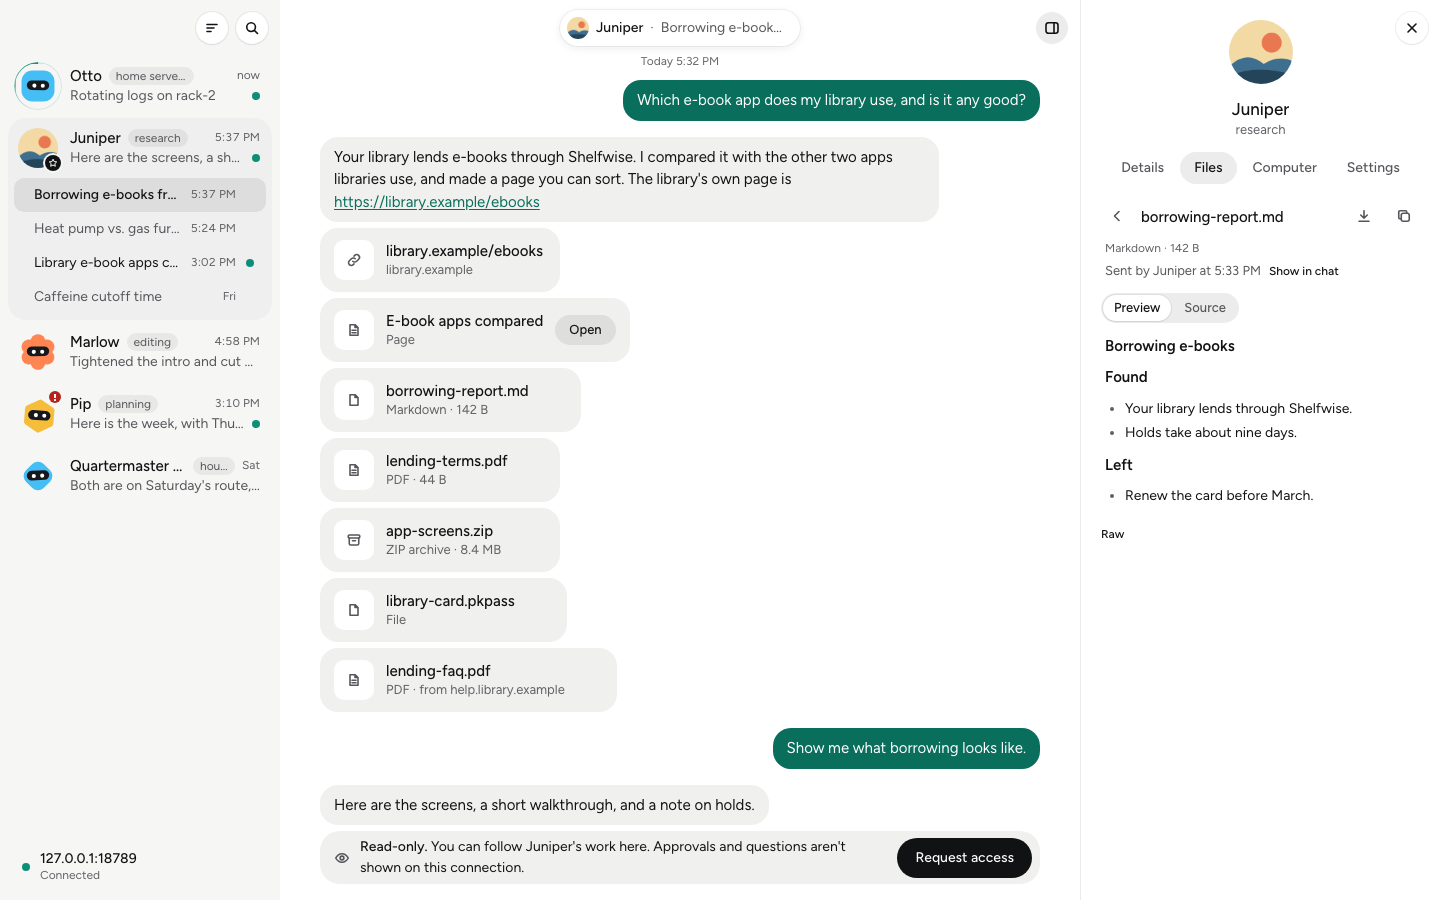 Otto
home serve...
now
Rotating logs on rack-2
Juniper
research
5:37 PM
Here are the screens, a sh...
Borrowing e-books fr...
5:37 PM
Heat pump vs. gas fur...
5:24 PM
Library e-book apps c...
3:02 PM
Caffeine cutoff time
Fri
Marlow
editing
4:58 PM
Tightened the intro and cut ...
Pip
planning
3:10 PM
Here is the week, with Thu...
Quartermaster ...
hou...
Sat
Both are on Saturday's route,...
127.0.0.1:18789
Connected
Juniper · Borrowing e-book...
Today 5:32 PM
Which e-book app does my library use, and is it any good?
Your library lends e-books through Shelfwise. I compared it with the other two apps
libraries use, and made a page you can sort. The library's own page is
https://library.example/ebooks
library.example/ebooks
library.example
E-book apps compared
Page
Open
borrowing-report.md
Markdown · 142 B
lending-terms.pdf
PDF · 44 B
app-screens.zip
ZIP archive · 8.4 MB
library-card.pkpass
File
lending-faq.pdf
PDF · from help.library.example
Show me what borrowing looks like.
Here are the screens, a short walkthrough, and a note on holds.
Read-only. You can follow Juniper's work here. Approvals and questions aren't
shown on this connection.
Request access
Juniper
research
Details
Files
Computer
Settings
borrowing-report.md
Markdown · 142 B
Sent by Juniper at 5:33 PM
Show in chat
Preview
Source
Borrowing e-books
Found
• Your library lends through Shelfwise.
• Holds take about nine days.
Left
• Renew the card before March.
Raw